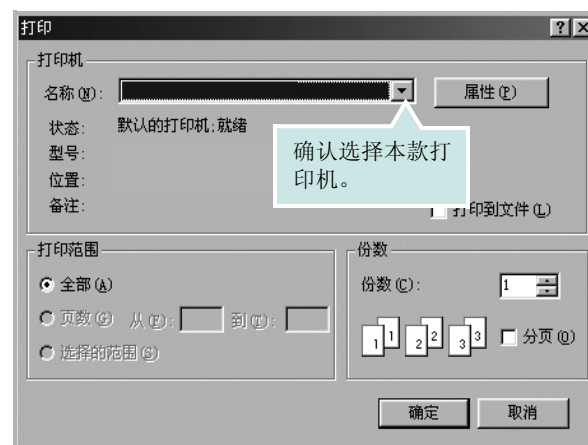 打印
打印机
名称(N): 属性(P)
状态: 默认的打印机;就绪
型号:
位置:
备注:
确认选择本款打
印机。
打印到文件(L)
打印范围
全部(A)
页数(G) 从(F): 到(T):
选择的范围(S)
份数
份数(C): 1
1 1 2 2 3 3 分页(O)
确定 取消